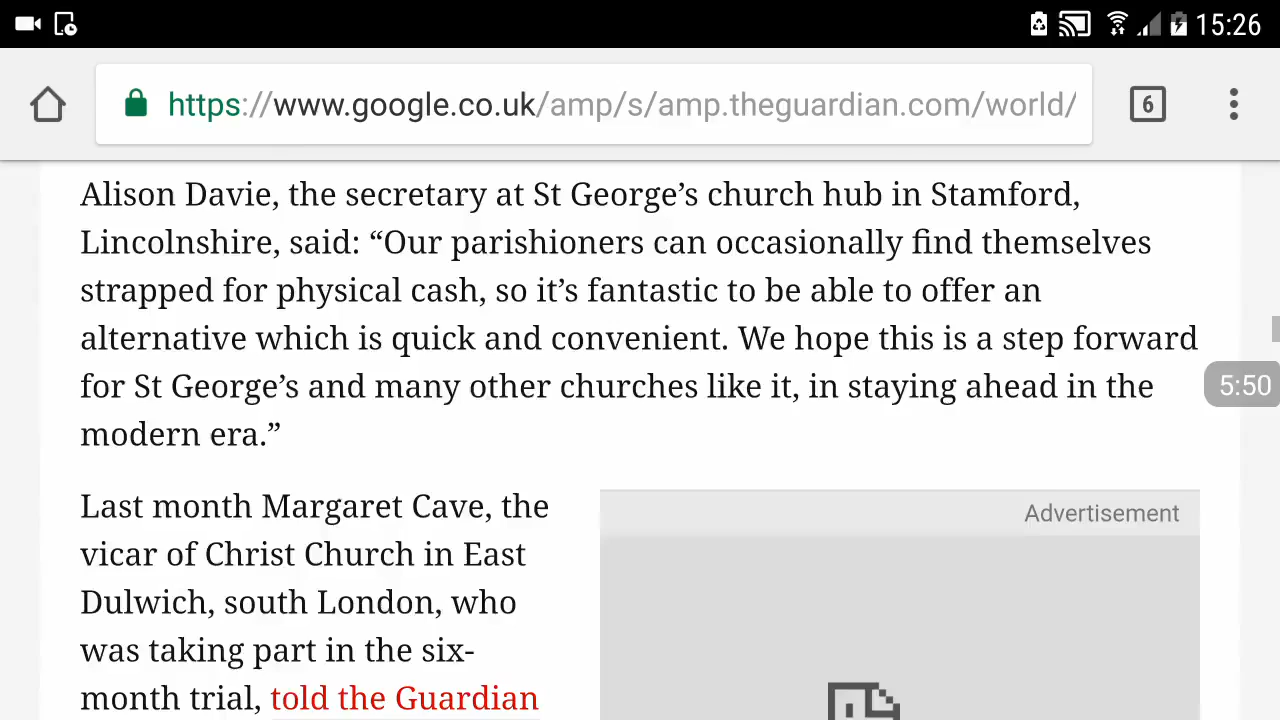 15:26
https://www.google.co.uk/amp/s/amp.theguardian.com/world/
6
Alison Davie, the secretary at St George’s church hub in Stamford,
Lincolnshire, said: “Our parishioners can occasionally find themselves
strapped for physical cash, so it’s fantastic to be able to offer an
alternative which is quick and convenient. We hope this is a step forward
for St George’s and many other churches like it, in staying ahead in the
5:50
modern era.”
Last month Margaret Cave, the
Advertisement
vicar of Christ Church in East
Dulwich, south London, who
was taking part in the six-
month trial, told the Guardian